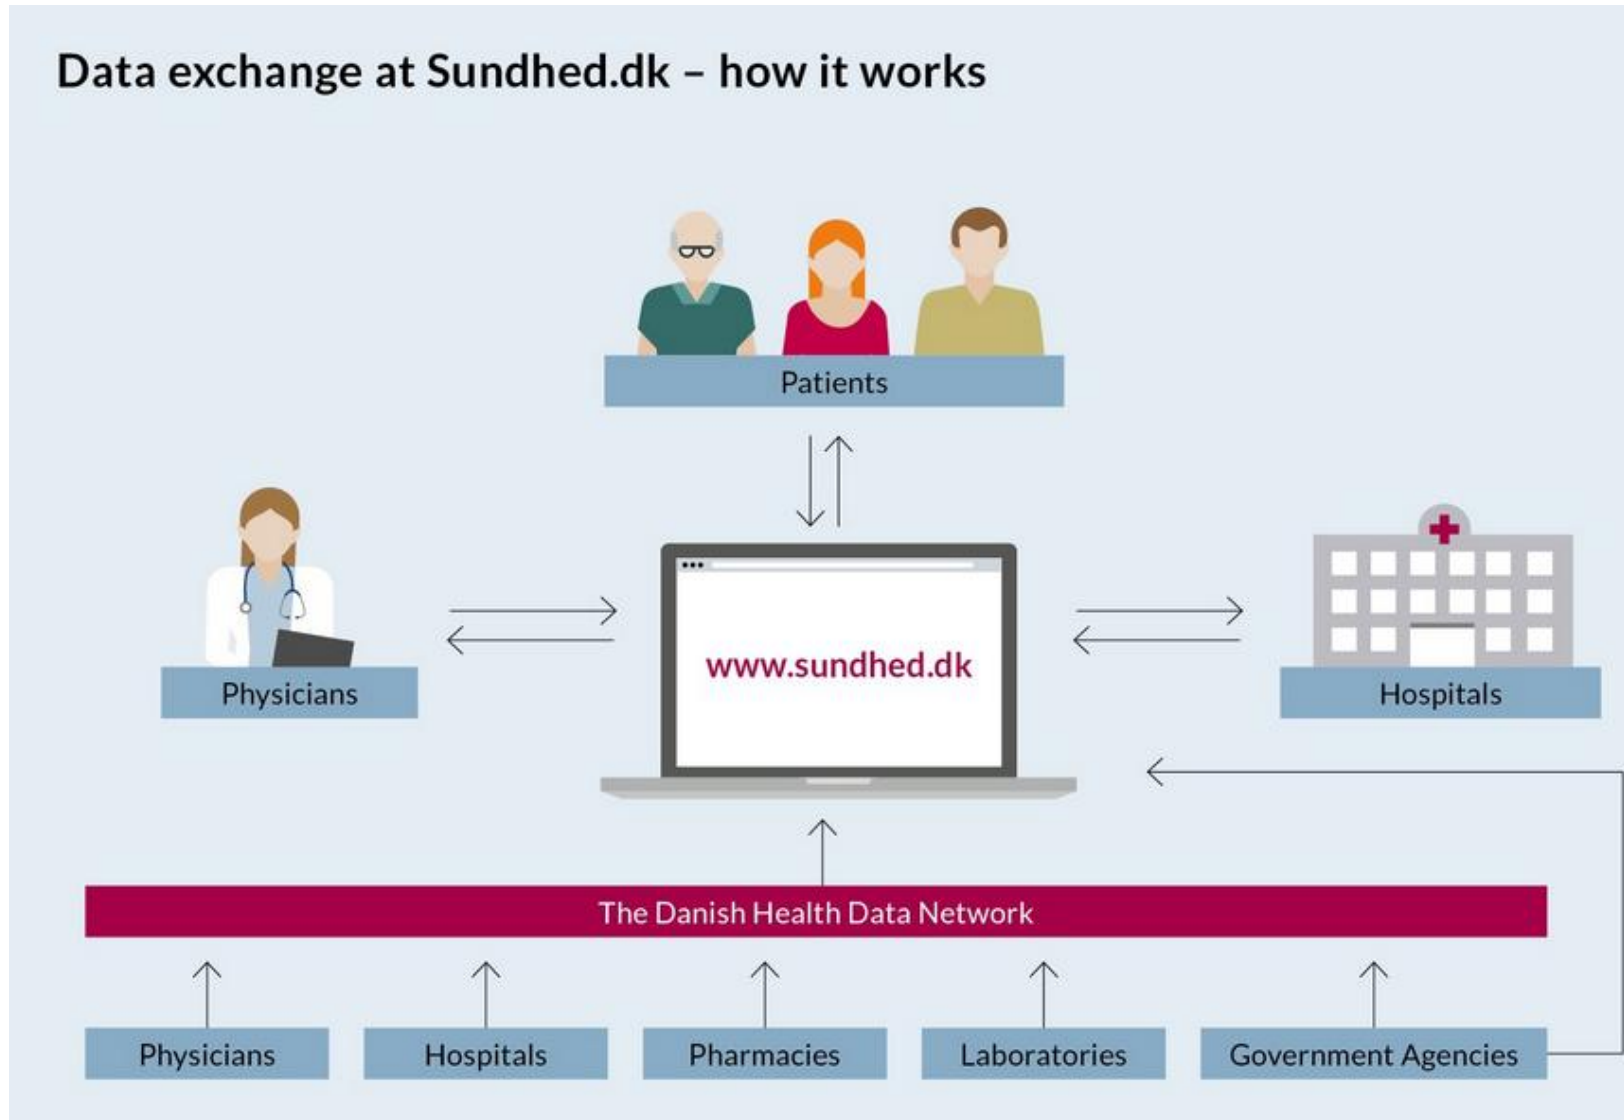 Data exchange at Sundhed.dk – how it works
Patients
Physicians
www.sundhed.dk
Hospitals
The Danish Health Data Network
Physicians
Hospitals
Pharmacies
Laboratories
Government Agencies